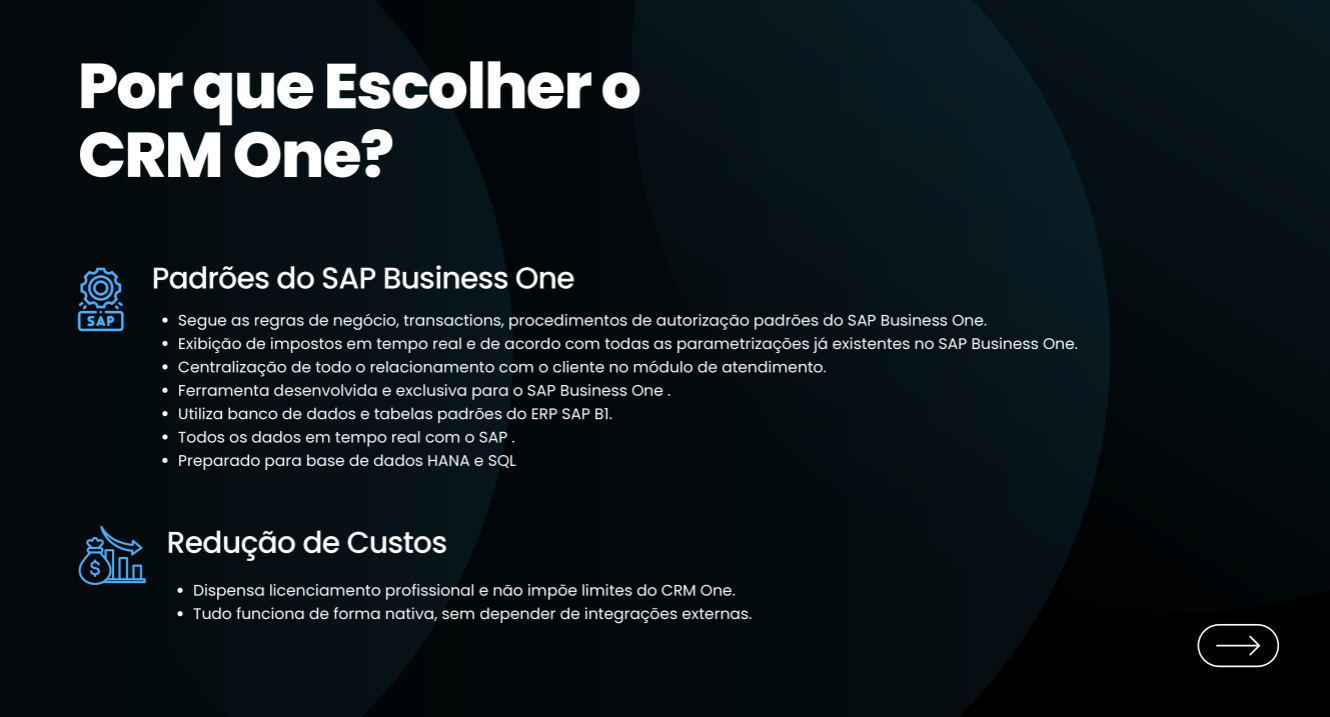 Por que Escolher o
CRM One?
Padrões do SAP Business One
SAP
• Segue as regras de negócio, transactions, procedimentos de autorização padrões do SAP Business One.
• Exibição de impostos em tempo real e de acordo com todas as parametrizações já existentes no SAP Business One.
• Centralização de todo o relacionamento com o cliente no módulo de atendimento.
• Ferramenta desenvolvida e exclusiva para o SAP Business One .
• Utiliza banco de dados e tabelas padrões do ERP SAP B1.
• Todos os dados em tempo real com o SAP .
• Preparado para base de dados HANA e SQL
Redução de Custos
$
• Dispensa licenciamento profissional e não impõe limites do CRM One.
• Tudo funciona de forma nativa, sem depender de integrações externas.